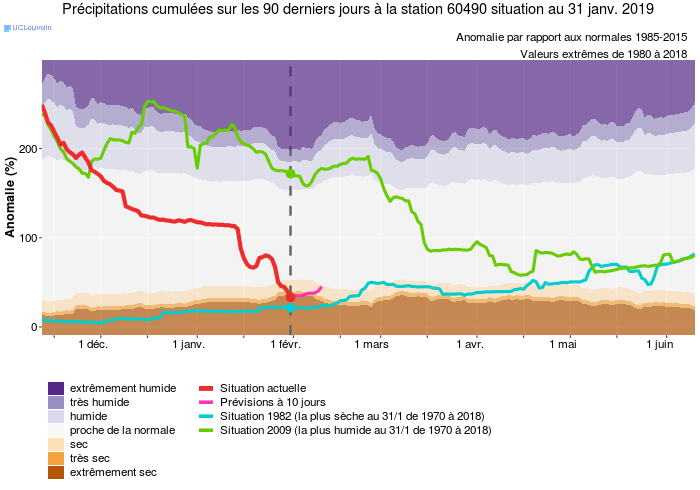 Précipitations cumulées sur les 90 derniers jours à la station 60490 situation au 31 janv. 2019
UCLouvain
Anomalie par rapport aux normales 1985-2015
Valeurs extrêmes de 1980 à 2018
Anomalie (%)
200
100
0
1 déc.
1 janv.
1 févr.
1 mars
1 avr.
1 mai
1 juin
extrêmement humide
très humide
humide
proche de la normale
sec
très sec
extrêmement sec
Situation actuelle
Prévisions à 10 jours
Situation 1982 (la plus sèche au 31/1 de 1970 à 2018)
Situation 2009 (la plus humide au 31/1 de 1970 à 2018)